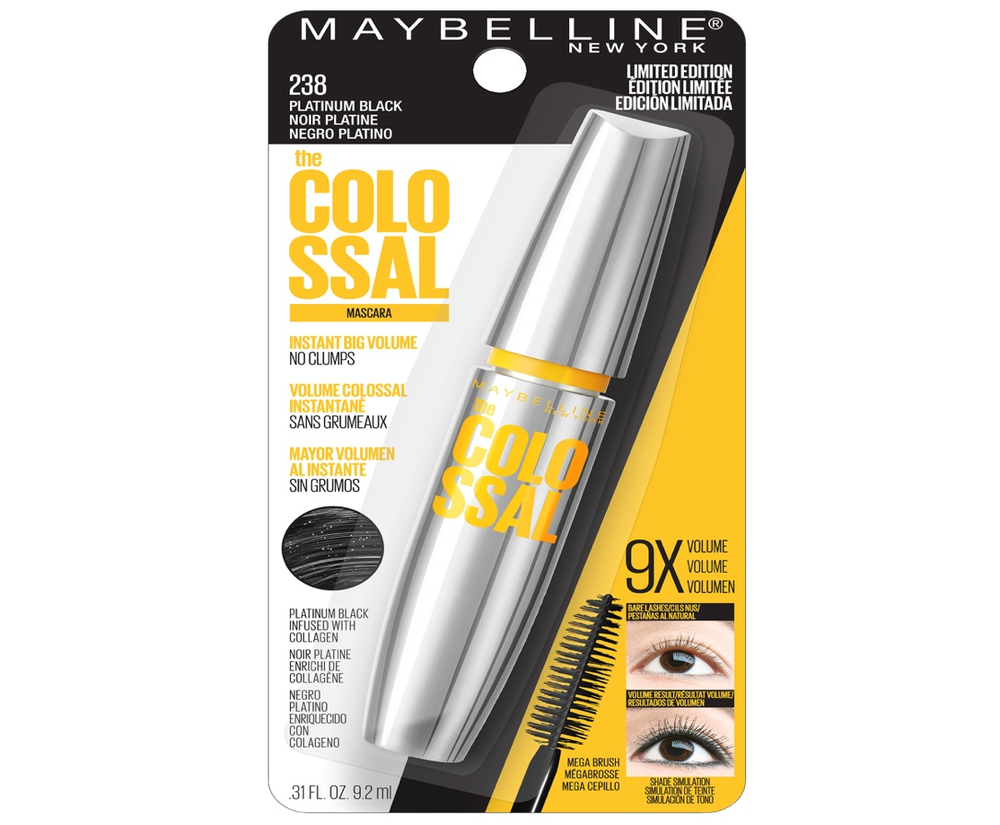 MAYBELLINE®
NEW YORK
LIMITED EDITION
ÉDITION LIMITÉE
EDICIÓN LIMITADA
238
PLATINUM BLACK
NOIR PLATINE
NEGRO PLATINO
the
COLO
SSAL
MASCARA
INSTANT BIG VOLUME
NO CLUMPS
VOLUME COLOSSAL
INSTANTANÉ
SANS GRUMEAUX
MAYOR VOLUMEN
AL INSTANTE
SIN GRUMOS
PLATINUM BLACK
INFUSED WITH
COLLAGEN
NOIR PLATINE
ENRICHI DE
COLLAGÈNE
NEGRO
PLATINO
ENRIQUECIDO
CON
COLAGENO
.31 FL. OZ. 9.2 ml
MAYBELLINE
NEW YORK
the
COLO
SSAL
9X VOLUME
VOLUME
VOLUMEN
BARE LASHES/CILS NUS/
PESTAÑAS AL NATURAL
VOLUME RESULT/RÉSULTAT VOLUME/
RESULTADOS DE VOLUMEN
MEGA BRUSH
MÉGABROSSE
MEGA CEPILLO
SHADE SIMULATION
SIMULATION DE TEINTE
SIMULACIÓN DE TONO